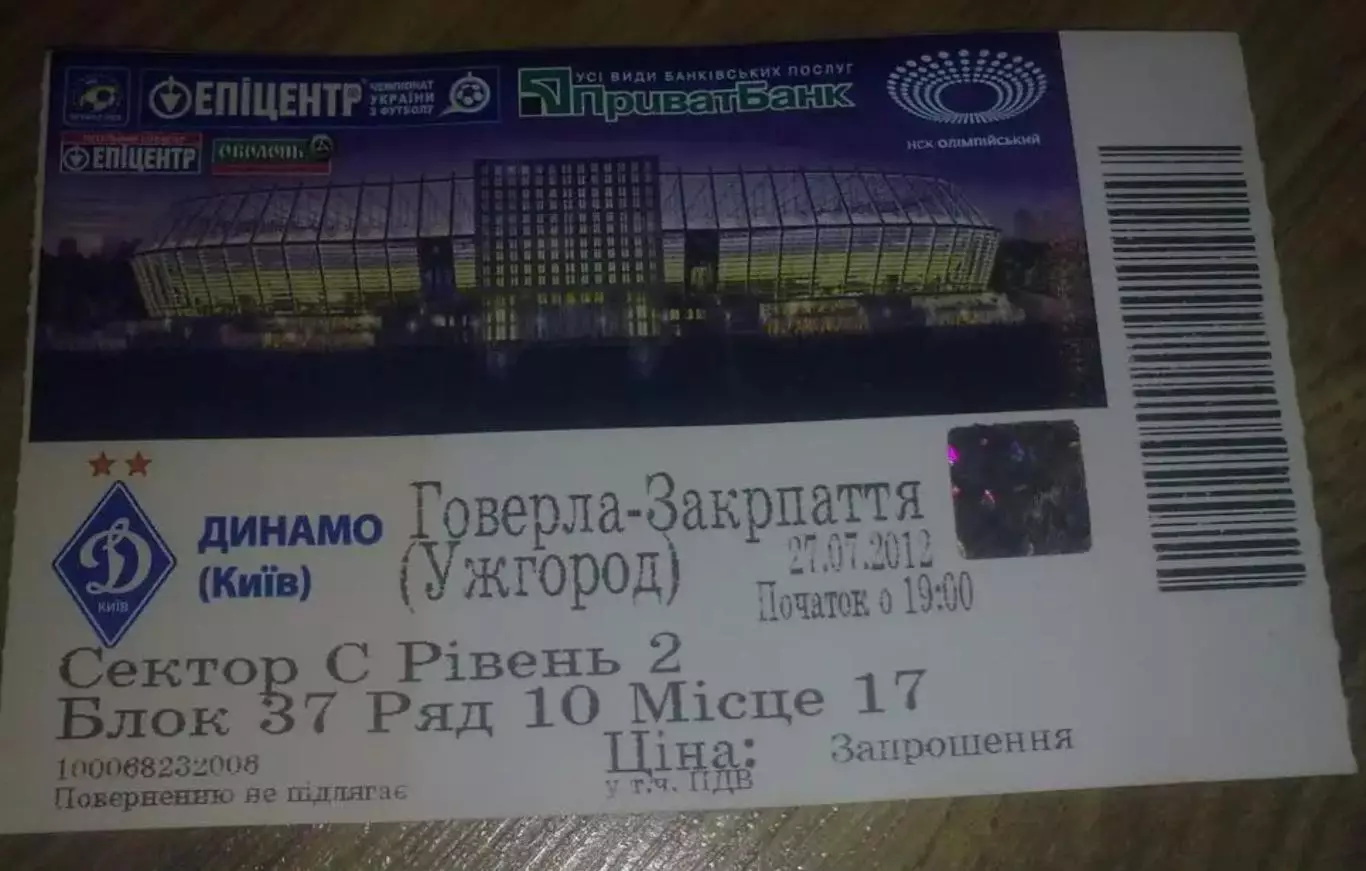 ЕПІЦЕНТР
ЧЕМПІОНАТ
УКРАЇНИ
З ФУТБОЛУ
УСІ ВИДИ БАНКІВСЬКИХ ПОСЛУГ
ПриватБанк
НСК ОЛІМПІЙСЬКИЙ
ЕПІЦЕНТР
ОБОЛОНЬ
ДИНАМО
(Київ)
КИЇВ
Говерла-Закрпаття
(Ужгород)
27.07.2012
Початок о 19:00
Сектор С Рівень 2
Блок 37 Ряд 10 Місце 17
Ціна: Запрошення
у т.ч. ПДВ
100068232008
Поверненню не підлягає